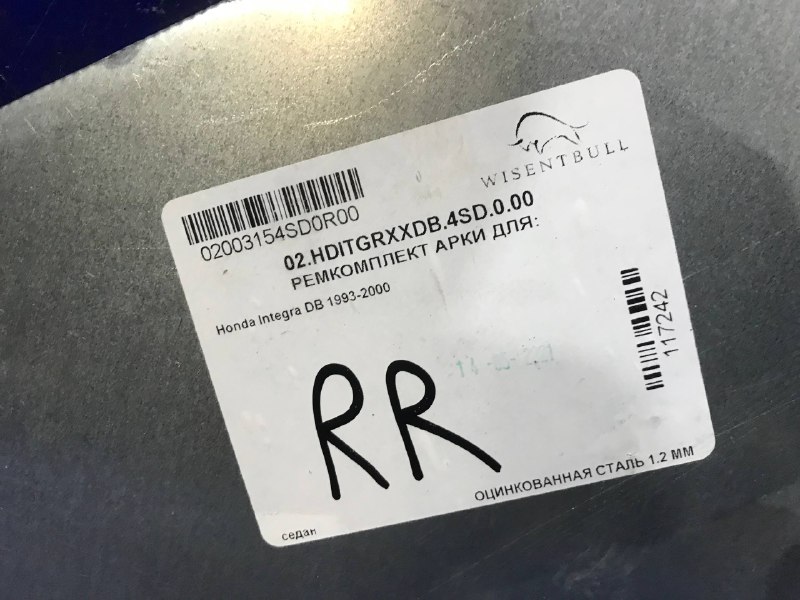 WISENTBULL
02003154SD0R00
02.HDITGRXXDB.4SD.0.00
РЕМКОМПЛЕКТ АРКИ ДЛЯ:
Honda Integra DB 1993-2000
117242
RR
ОЦИНКОВАННАЯ СТАЛЬ 1.2 ММ
седан